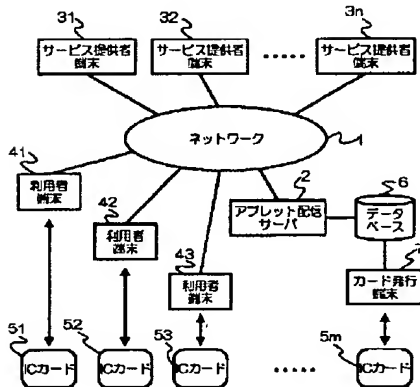 31
32
3n
サービス提供者
端末
サービス提供者
端末
サービス提供者
端末
ネットワーク
1
41
利用者
端末
42
利用者
端末
43
利用者
端末
2
アプレット配信
サーバ
6
データ
ベース
7
カード発行
端末
51
ICカード
52
ICカード
53
ICカード
5m
ICカード